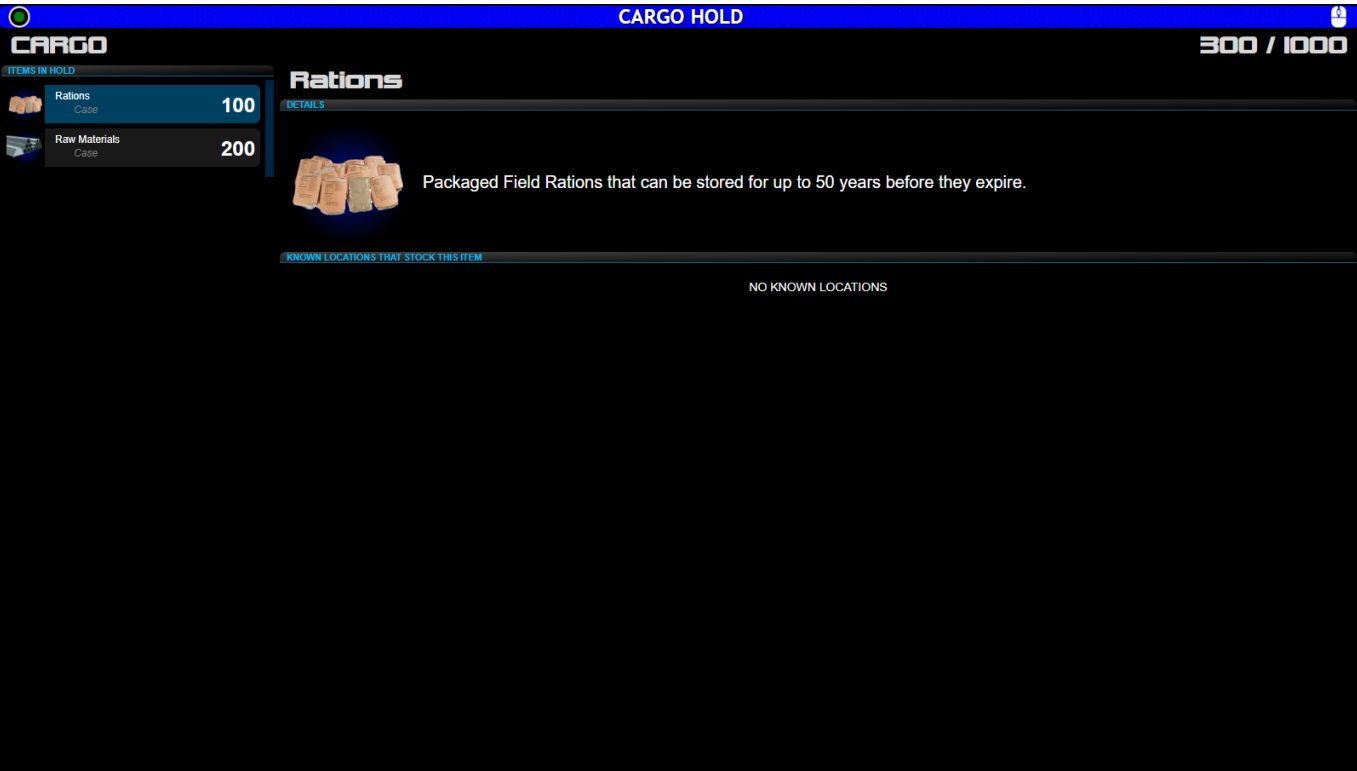 CARGO HOLD
CARGO
300 / 1000
ITEMS IN HOLD
Rations
Case
100
Raw Materials
Case
200
Rations
DETAILS
Packaged Field Rations that can be stored for up to 50 years before they expire.
KNOWN LOCATIONS THAT STOCK THIS ITEM
NO KNOWN LOCATIONS